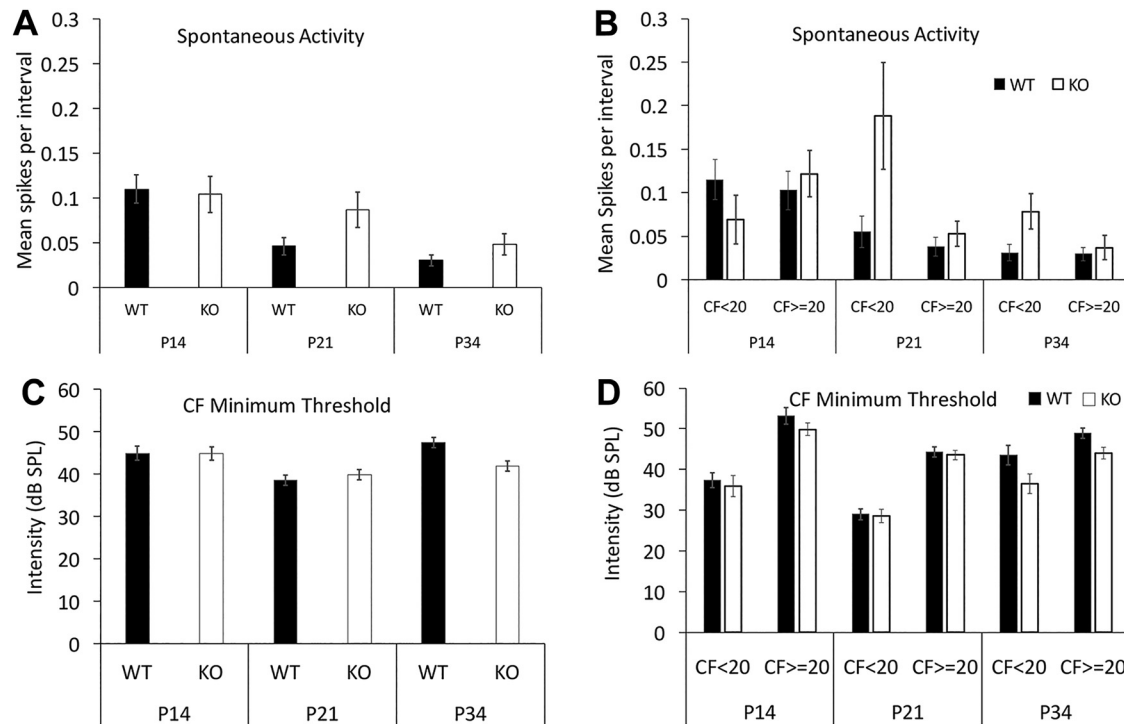 A
Spontaneous Activity
Mean spikes per interval
0.3
0.25
0.2
0.15
0.1
0.05
0
WT KO WT KO WT KO
P14 P21 P34
B
Spontaneous Activity
WT KO
Mean Spikes per interval
0.3
0.25
0.2
0.15
0.1
0.05
0
CF<20 CF>=20 CF<20 CF>=20 CF<20 CF>=20
P14 P21 P34
C
CF Minimum Threshold
Intensity (dB SPL)
60
50
40
30
20
10
0
WT KO WT KO WT KO
P14 P21 P34
D
CF Minimum Threshold
WT KO
Intensity (dB SPL)
60
50
40
30
20
10
0
CF<20 CF>=20 CF<20 CF>=20 CF<20 CF>=20
P14 P21 P34